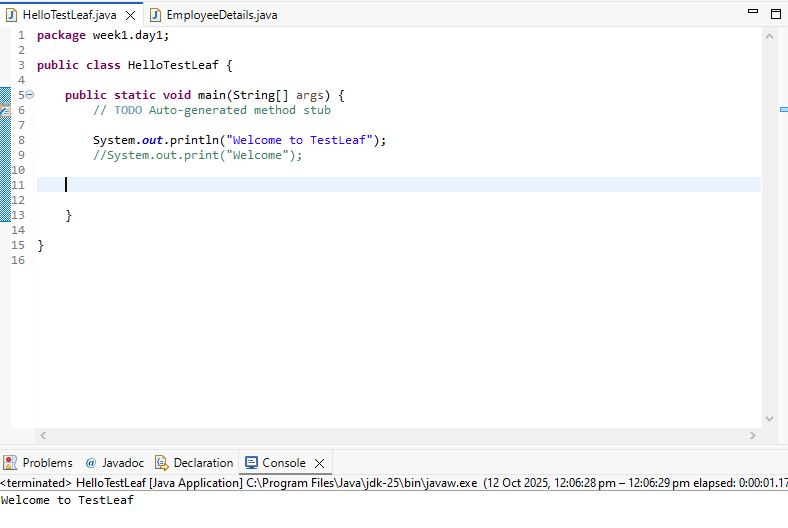 HelloTestLeaf.java EmployeeDetails.java
1 package week1.day1;
2
3 public class HelloTestLeaf {
4
5 public static void main(String[] args) {
6 // TODO Auto-generated method stub
7
8 System.out.println("Welcome to TestLeaf");
9 //System.out.print("Welcome");
10
11
12
13 }
14
15 }
16
Problems @ Javadoc Declaration Console
<terminated> HelloTestLeaf [Java Application] C:\Program Files\Java\jdk-25\bin\javaw.exe (12 Oct 2025, 12:06:28 pm – 12:06:29 pm elapsed: 0:00:01.17
Welcome to TestLeaf